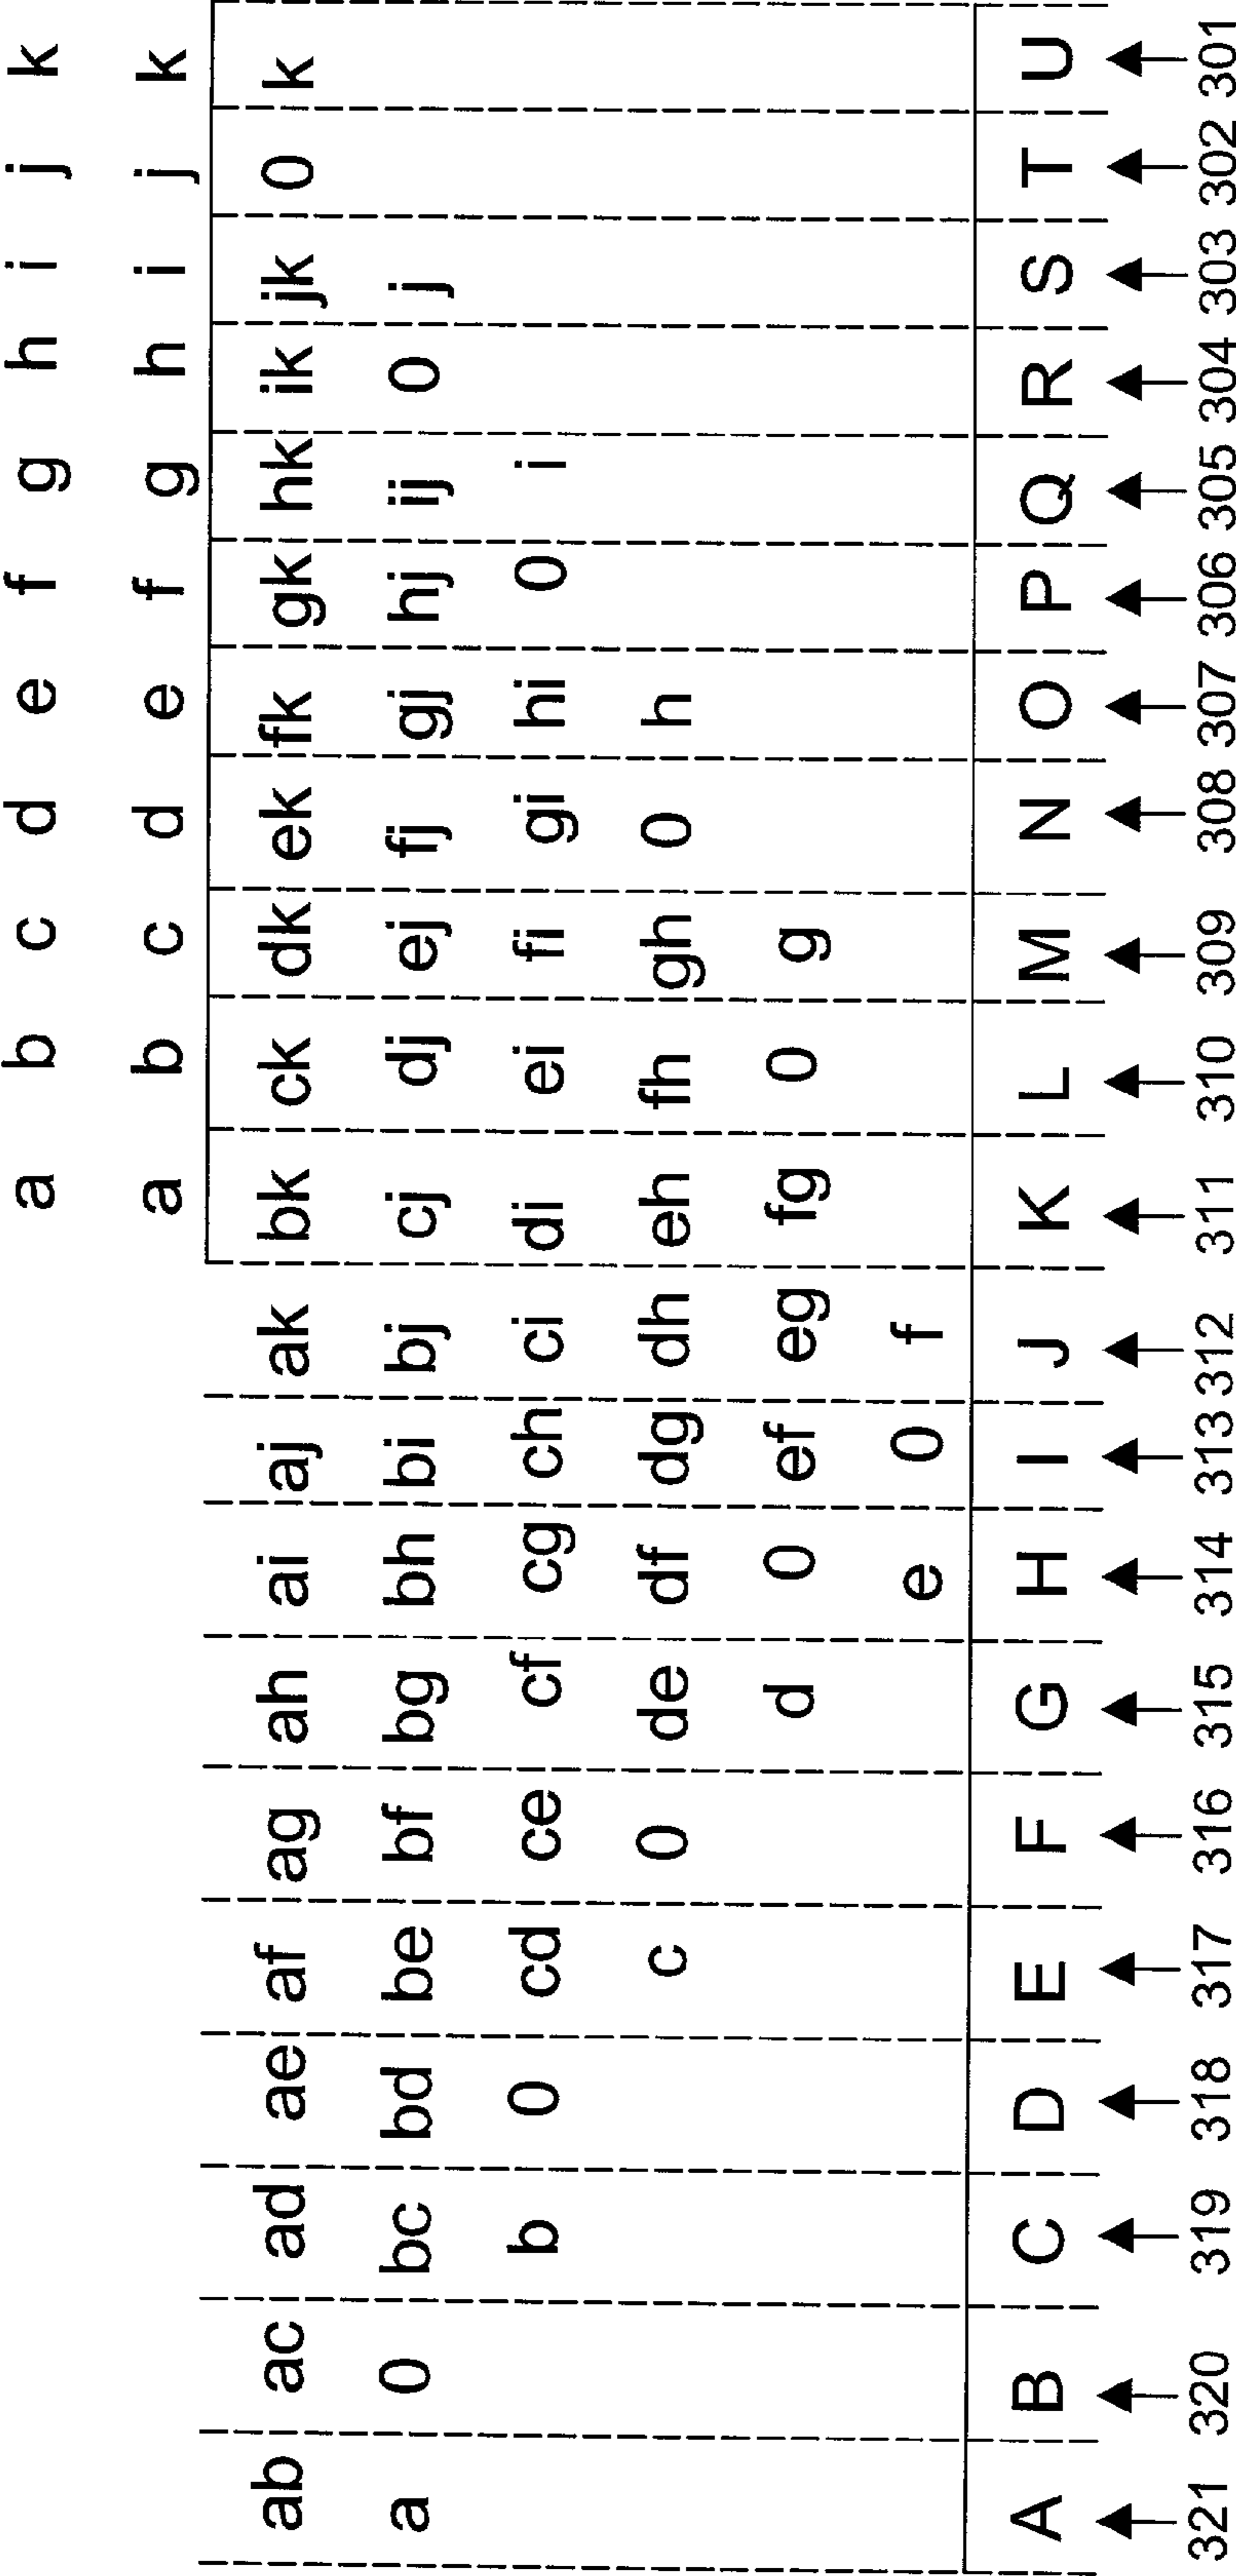 a b c d e f g h i j k
a b c d e f g h i j k
ab ac ad ae af ag ah ai aj ak bk ck dk ek fk gk hk ik jk 0 k
a 0 bc bd be bf bg bh bi bj cj dj ej fj gj hj ij 0 j
b 0 cd ce cf cg ch ci di ei fi gi hi 0 i
c 0 de df dg dh eh fh gh 0 h
d 0 ef eg fg 0 g
e 0 f
A B C D E F G H I J K L M N O P Q R S T U
321 320 319 318 317 316 315 314 313 312 311 310 309 308 307 306 305 304 303 302 301